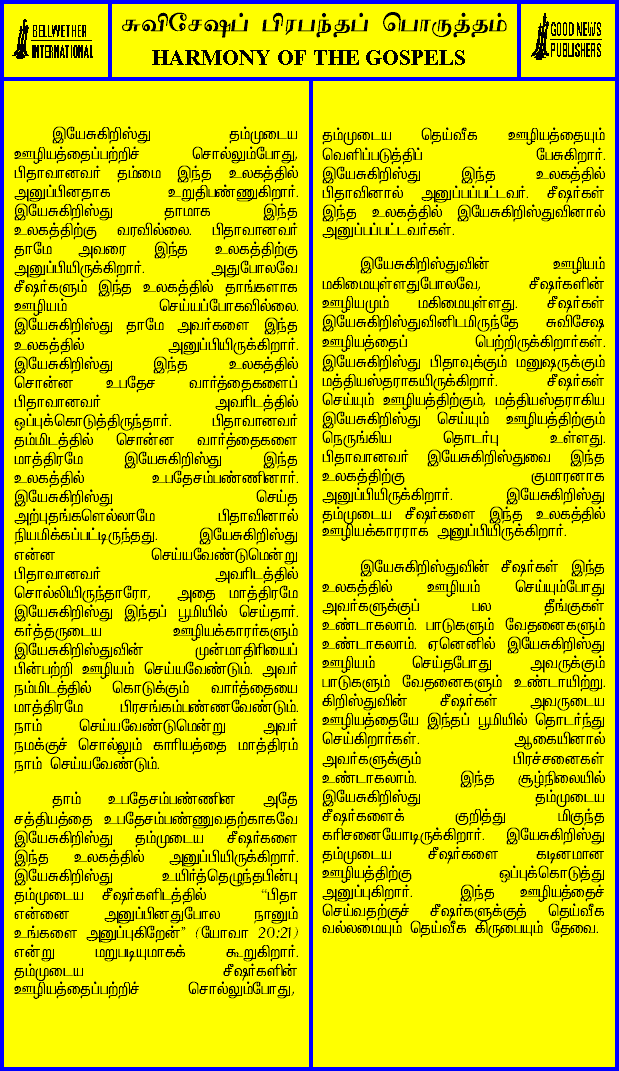 BELLWETHER
INTERNATIONAL
சுவிசேஷப் பிரபந்தப் பொருத்தம்
HARMONY OF THE GOSPELS
GOOD NEWS
PUBLISHERS
இயேசுகிறிஸ்து தம்முடைய
ஊழியத்தைப்பற்றிச் சொல்லும்போது,
பிதாவானவர் தம்மை இந்த உலகத்தில்
அனுப்பினதாக உறுதிபண்ணுகிறார்.
இயேசுகிறிஸ்து தாமாக இந்த
உலகத்திற்கு வரவில்லை. பிதாவானவர்
தாமே அவரை இந்த உலகத்திற்கு
அனுப்பியிருக்கிறார். அதுபோலவே
சீஷர்களும் இந்த உலகத்தில் தாங்களாக
ஊழியம் செய்யப்போகவில்லை.
இயேசுகிறிஸ்து தாமே அவர்களை இந்த
உலகத்தில் அனுப்பியிருக்கிறார்.
இயேசுகிறிஸ்து இந்த உலகத்தில்
சொன்ன உபதேச வார்த்தைகளைப்
பிதாவானவர் அவரிடத்தில்
ஒப்புக்கொடுத்திருந்தார். பிதாவானவர்
தம்மிடத்தில் சொன்ன வார்த்தைகளை
மாத்திரமே இயேசுகிறிஸ்து இந்த
உலகத்தில் உபதேசம்பண்ணினார்.
இயேசுகிறிஸ்து செய்த
அற்புதங்களெல்லாமே பிதாவினால்
நியமிக்கப்பட்டிருந்தது. இயேசுகிறிஸ்து
என்ன செய்யவேண்டுமென்று
பிதாவானவர் அவரிடத்தில்
சொல்லியிருந்தாரோ, அதை மாத்திரமே
இயேசுகிறிஸ்து இந்தப் பூமியில் செய்தார்.
கர்த்தருடைய ஊழியக்காரர்களும்
இயேசுகிறிஸ்துவின் முன்மாதிரியைப்
பின்பற்றி ஊழியம் செய்யவேண்டும். அவர்
நம்மிடத்தில் கொடுக்கும் வார்த்தையை
மாத்திரமே பிரசங்கம்பண்ணவேண்டும்.
நாம் செய்யவேண்டுமென்று அவர்
நமக்குச் சொல்லும் காரியத்தை மாத்திரம்
நாம் செய்யவேண்டும்.
தாம் உபதேசம்பண்ணின அதே
சத்தியத்தை உபதேசம்பண்ணுவதற்காகவே
இயேசுகிறிஸ்து தம்முடைய சீஷர்களை
இந்த உலகத்தில் அனுப்பியிருக்கிறார்.
இயேசுகிறிஸ்து உயிர்த்தெழுந்தபின்பு
தம்முடைய சீஷர்களிடத்தில் “பிதா
என்னை அனுப்பினதுபோல நானும்
உங்களை அனுப்புகிறேன்” (யோவா 20:21)
என்று மறுபடியுமாகக் கூறுகிறார்.
தம்முடைய சீஷர்களின்
ஊழியத்தைப்பற்றிச் சொல்லும்போது,
தம்முடைய தெய்வீக ஊழியத்தையும்
வெளிப்படுத்திப் பேசுகிறார்.
இயேசுகிறிஸ்து இந்த உலகத்தில்
பிதாவினால் அனுப்பப்பட்டவர். சீஷர்கள்
இந்த உலகத்தில் இயேசுகிறிஸ்துவினால்
அனுப்பப்பட்டவர்கள்.
இயேசுகிறிஸ்துவின் ஊழியம்
மகிமையுள்ளதுபோலவே, சீஷர்களின்
ஊழியமும் மகிமையுள்ளது. சீஷர்கள்
இயேசுகிறிஸ்துவினிடமிருந்தே சுவிசேஷ
ஊழியத்தைப் பெற்றிருக்கிறார்கள்.
இயேசுகிறிஸ்து பிதாவுக்கும் மனுஷருக்கும்
மத்தியஸ்தராகயிருக்கிறார். சீஷர்கள்
செய்யும் ஊழியத்திற்கும், மத்தியஸ்தராகிய
இயேசுகிறிஸ்து செய்யும் ஊழியத்திற்கும்
நெருங்கிய தொடர்பு உள்ளது.
பிதாவானவர் இயேசுகிறிஸ்துவை இந்த
உலகத்திற்கு குமாரனாக
அனுப்பியிருக்கிறார். இயேசுகிறிஸ்து
தம்முடைய சீஷர்களை இந்த உலகத்தில்
ஊழியக்காரராக அனுப்பியிருக்கிறார்.
இயேசுகிறிஸ்துவின் சீஷர்கள் இந்த
உலகத்தில் ஊழியம் செய்யும்போது
அவர்களுக்குப் பல தீங்குகள்
உண்டாகலாம். பாடுகளும் வேதனைகளும்
உண்டாகலாம். ஏனெனில் இயேசுகிறிஸ்து
ஊழியம் செய்தபோது அவருக்கும்
பாடுகளும் வேதனைகளும் உண்டாயிற்று.
கிறிஸ்துவின் சீஷர்கள் அவருடைய
ஊழியத்தையே இந்தப் பூமியில் தொடர்ந்து
செய்கிறார்கள். ஆகையினால்
அவர்களுக்கும் பிரச்சனைகள்
உண்டாகலாம். இந்த சூழ்நிலையில்
இயேசுகிறிஸ்து தம்முடைய
சீஷர்களைக் குறித்து மிகுந்த
கரிசனையோடிருக்கிறார். இயேசுகிறிஸ்து
தம்முடைய சீஷர்களை கடினமான
ஊழியத்திற்கு ஒப்புக்கொடுத்து
அனுப்புகிறார். இந்த ஊழியத்தைச்
செய்வதற்குச் சீஷர்களுக்குத் தெய்வீக
வல்லமையும் தெய்வீக கிருபையும் தேவை.